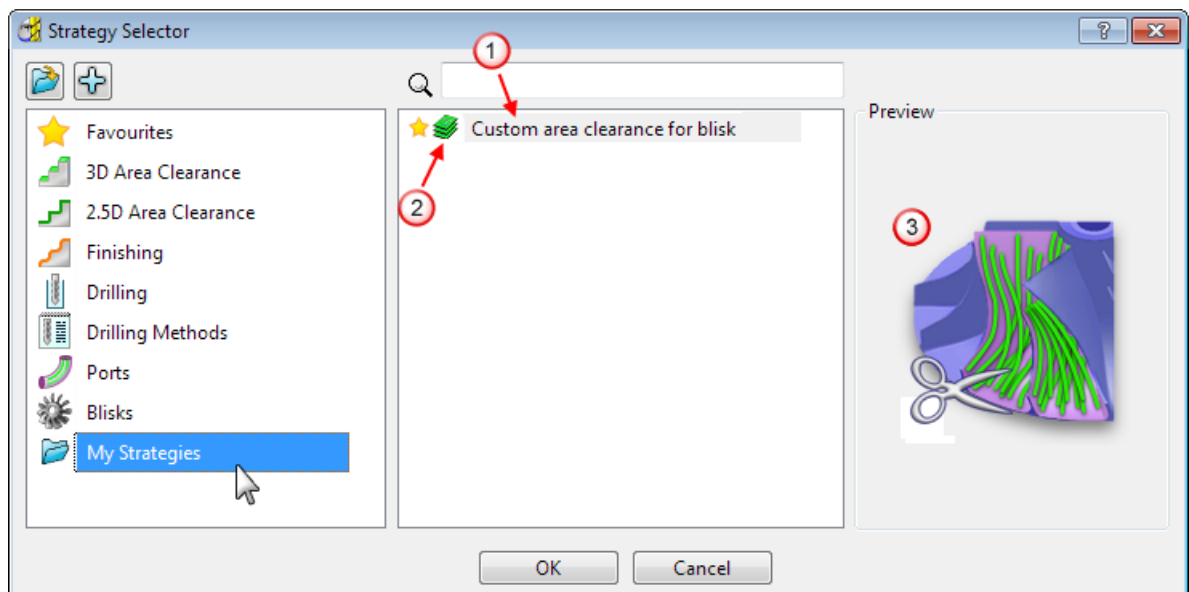 Strategy Selector
?
1
Favourites
3D Area Clearance
2.5D Area Clearance
Finishing
Drilling
Drilling Methods
Ports
Blisks
My Strategies
Custom area clearance for blisk
2
Preview
3
OK
Cancel